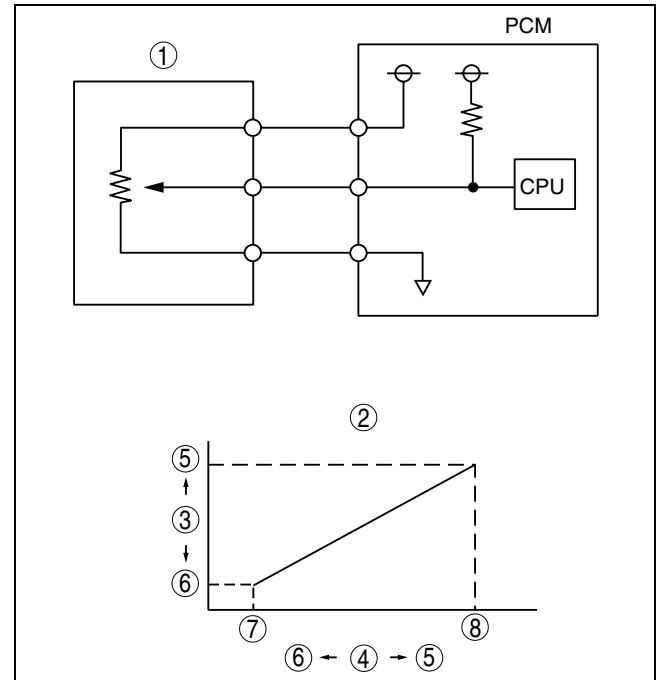 PCM
①
CPU
②
⑤
③
⑥
⑦ ⑧
⑥ ← ④ → ⑤